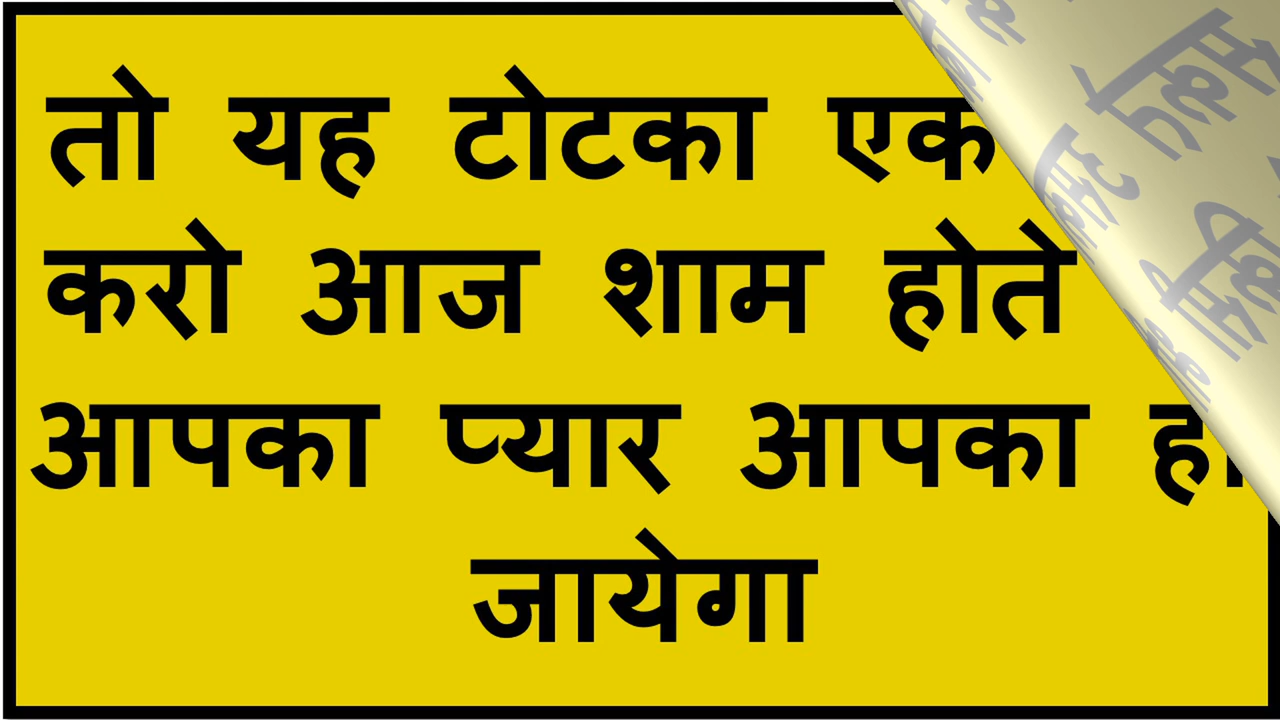 तो यह टोटका एक
करो आज शाम होते
आपका प्यार आपका
जायेगा